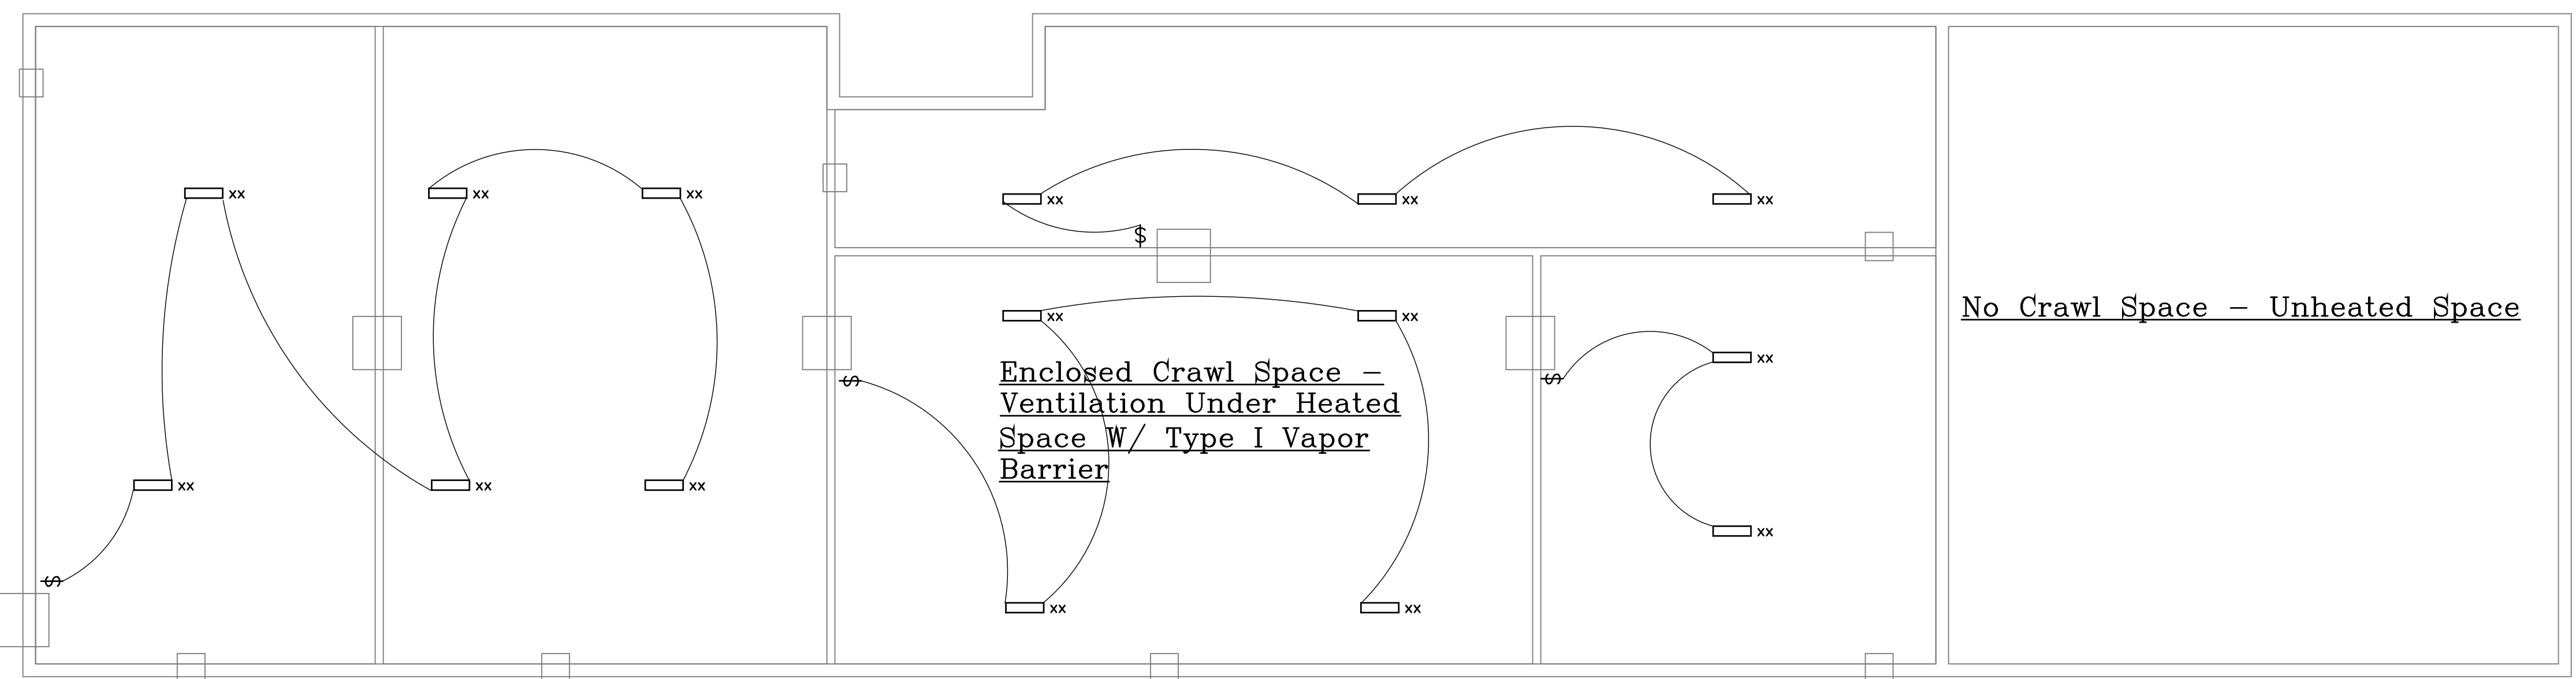 xx xx xx
xx xx xx
$
No Crawl Space – Unheated Space
xx xx
Enclosed Crawl Space –
Ventilation Under Heated
Space W/ Type I Vapor
Barrier
$
$
xx
xx xx xx
xx
$
xx xx